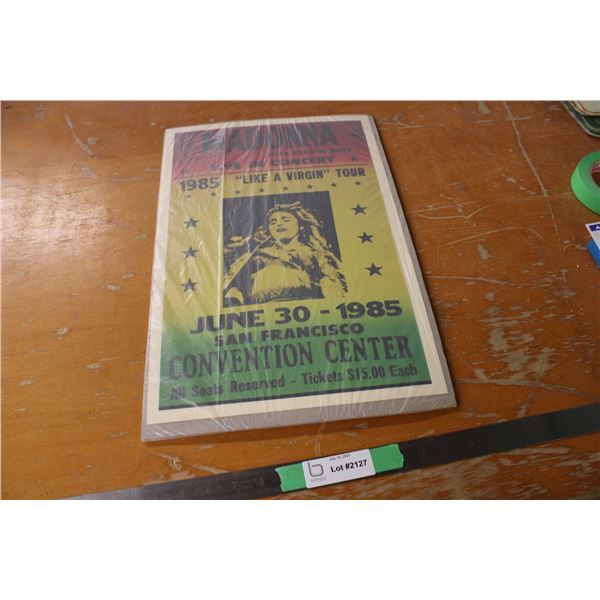 MADONNA
LIVE IN CONCERT
1985 "LIKE A VIRGIN" TOUR
JUNE 30 - 1985
SAN FRANCISCO
CONVENTION CENTER
All Seats Reserved - Tickets $15.00 Each
b
Lot #2127